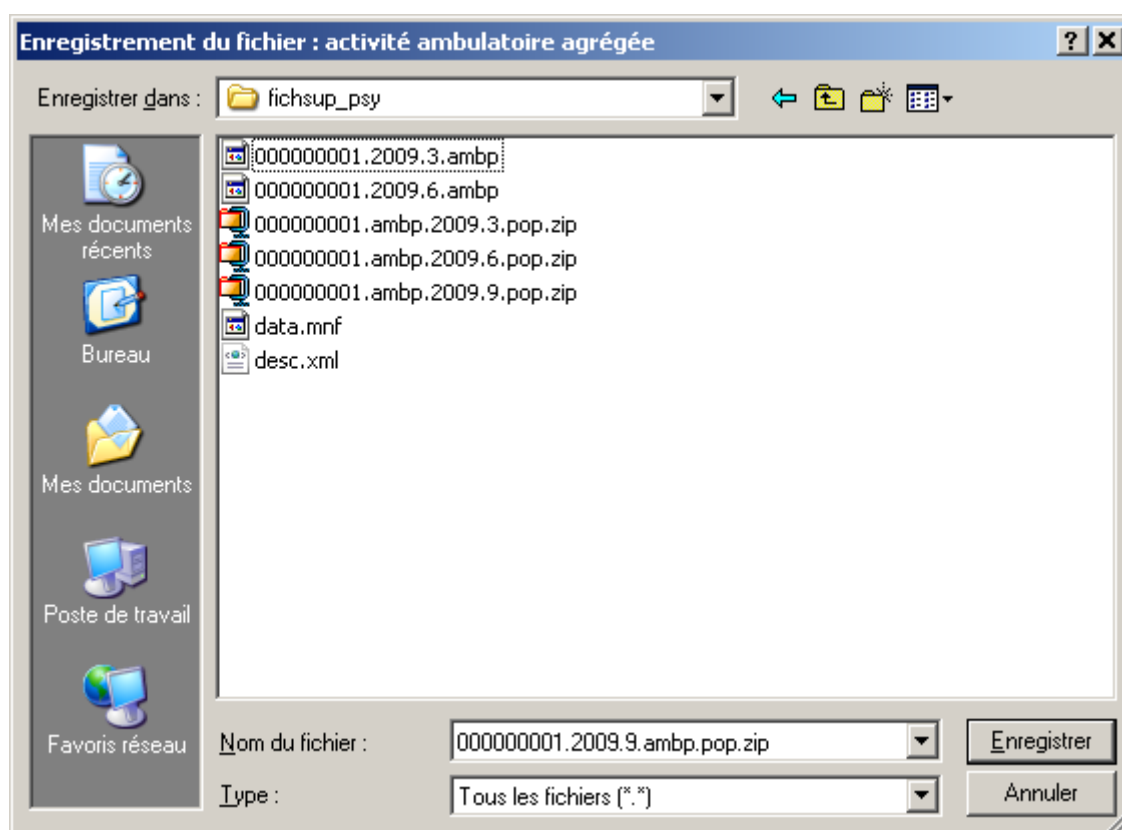 Enregistrement du fichier : activité ambulatoire agrégée
Enregistrer dans :
fichsup_psy
Mes documents
récents
Bureau
Mes documents
Poste de travail
Favoris réseau
000000001.2009.3.ambp
000000001.2009.6.ambp
000000001.ambp.2009.3.pop.zip
000000001.ambp.2009.6.pop.zip
000000001.ambp.2009.9.pop.zip
data.mnf
desc.xml
Nom du fichier :
000000001.2009.9.ambp.pop.zip
Enregistrer
Type :
Tous les fichiers (*.*)
Annuler